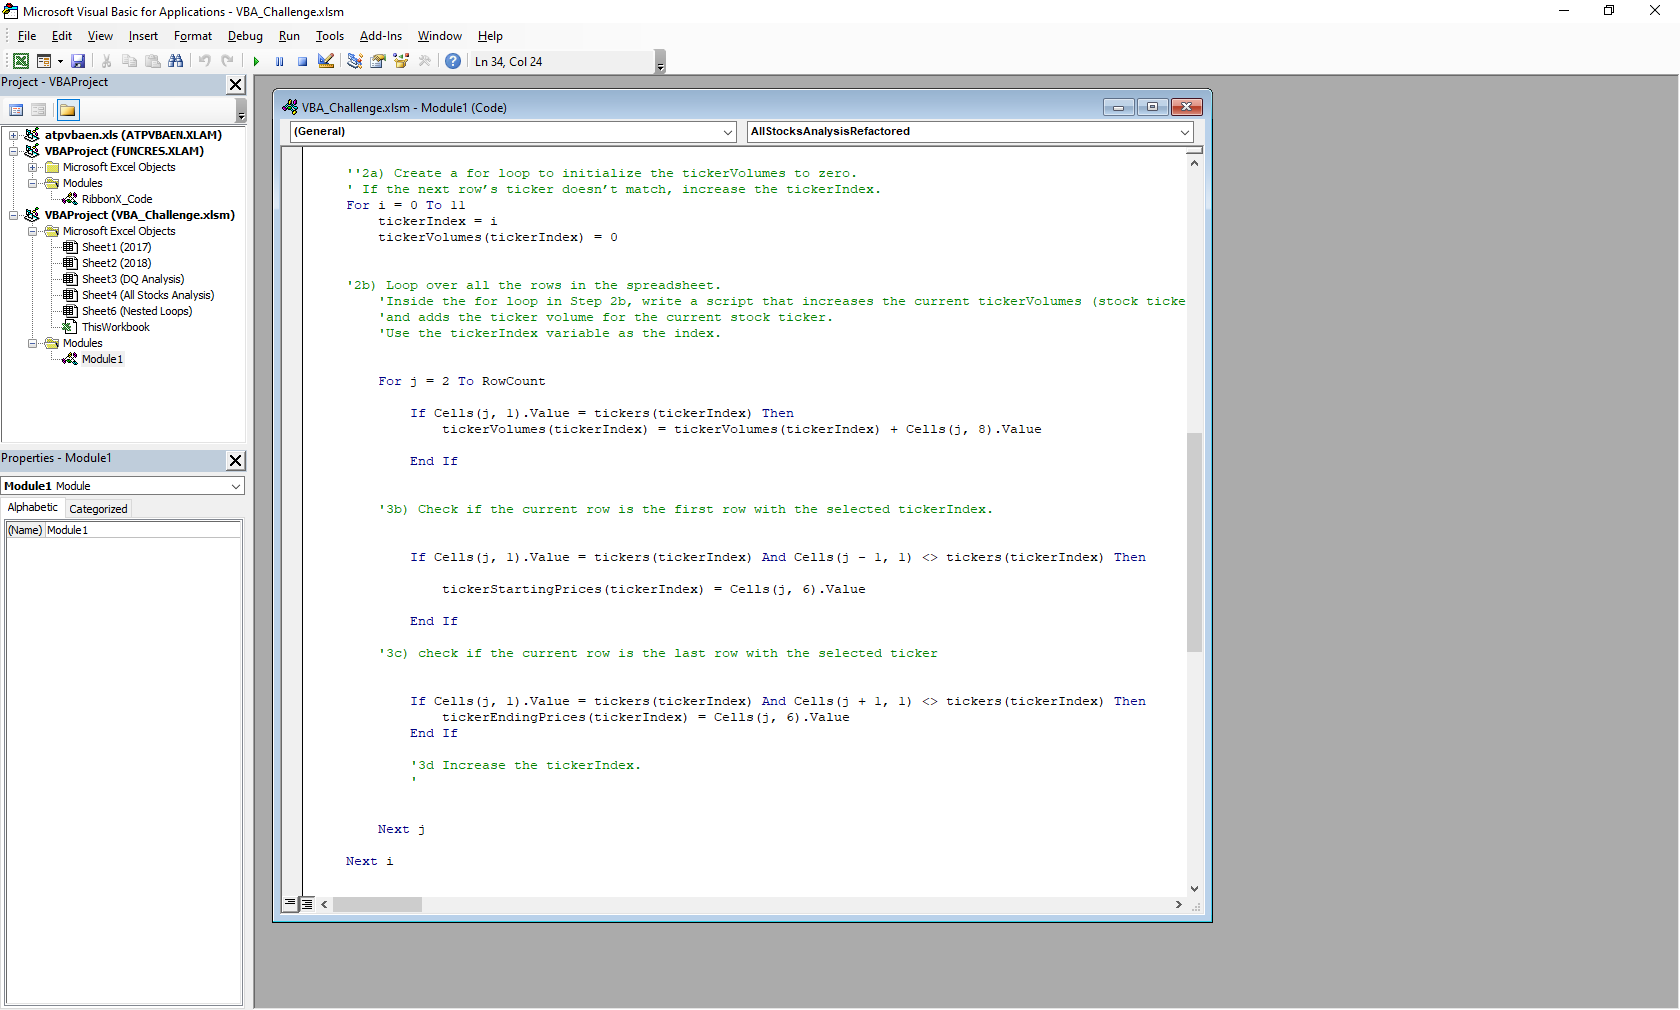 Microsoft Visual Basic for Applications - VBA_Challenge.xlsm
File Edit View Insert Format Debug Run Tools Add-Ins Window Help
Ln 34, Col 24
Project - VBAProject
atpvbaen.xls (ATPVBAEN.XLAM)
VBAProject (FUNCRES.XLAM)
Microsoft Excel Objects
Modules
RibbonX_Code
VBAProject (VBA_Challenge.xlsm)
Microsoft Excel Objects
Sheet1 (2017)
Sheet2 (2018)
Sheet3 (DQ Analysis)
Sheet4 (All Stocks Analysis)
Sheet6 (Nested Loops)
ThisWorkbook
Modules
Module1
Properties - Module1
Module1 Module
Alphabetic Categorized
(Name) Module1
VBA_Challenge.xlsm - Module1 (Code)
(General) AllStocksAnalysisRefactored
''2a) Create a for loop to initialize the tickerVolumes to zero.
' If the next row’s ticker doesn’t match, increase the tickerIndex.
For i = 0 To 11
tickerIndex = i
tickerVolumes(tickerIndex) = 0
'2b) Loop over all the rows in the spreadsheet.
'Inside the for loop in Step 2b, write a script that increases the current tickerVolumes (stock ticke
'and adds the ticker volume for the current stock ticker.
'Use the tickerIndex variable as the index.
For j = 2 To RowCount
If Cells(j, 1).Value = tickers(tickerIndex) Then
tickerVolumes(tickerIndex) = tickerVolumes(tickerIndex) + Cells(j, 8).Value
End If
'3b) Check if the current row is the first row with the selected tickerIndex.
If Cells(j, 1).Value = tickers(tickerIndex) And Cells(j - 1, 1) <> tickers(tickerIndex) Then
tickerStartingPrices(tickerIndex) = Cells(j, 6).Value
End If
'3c) check if the current row is the last row with the selected ticker
If Cells(j, 1).Value = tickers(tickerIndex) And Cells(j + 1, 1) <> tickers(tickerIndex) Then
tickerEndingPrices(tickerIndex) = Cells(j, 6).Value
End If
'3d Increase the tickerIndex.
'
Next j
Next i